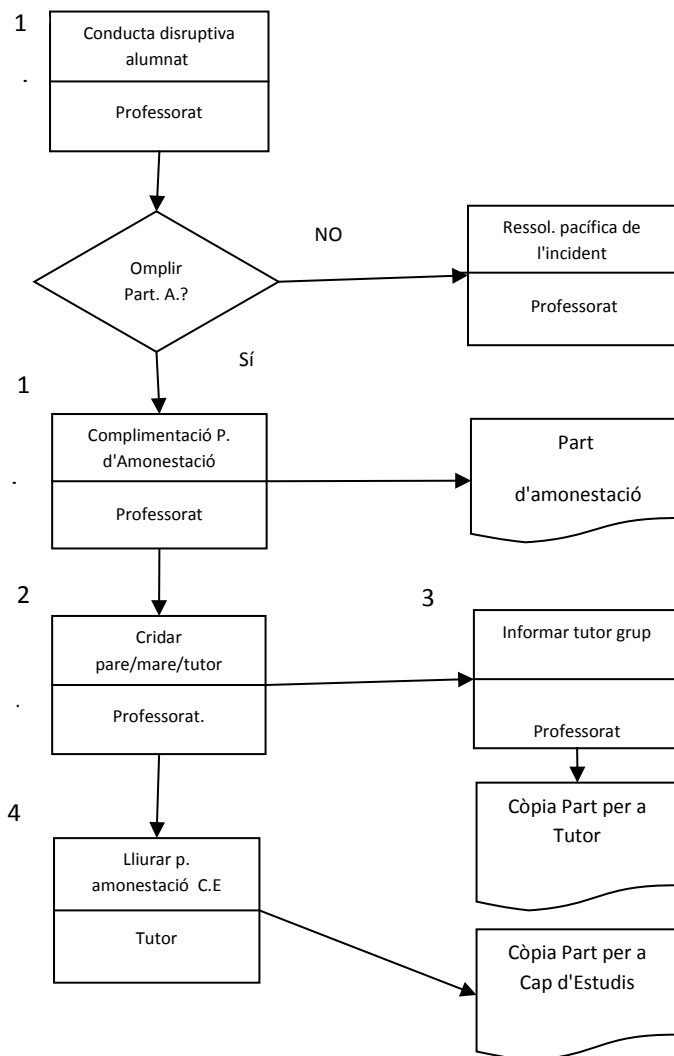 1
.
Conducta disruptiva
alumnat
Professorat
Omplir
Part. A.?
NO
Ressol. pacífica de
l'incident
Professorat
Sí
1
.
Complimentació P.
d'Amonestació
Professorat
Part
d'amonestació
2
.
Cridar
pare/mare/tutor
Professorat.
3
Informar tutor grup
Professorat
Còpia Part per a
Tutor
4
Lliurar p.
amonestació C.E
Tutor
Còpia Part per a
Cap d'Estudis